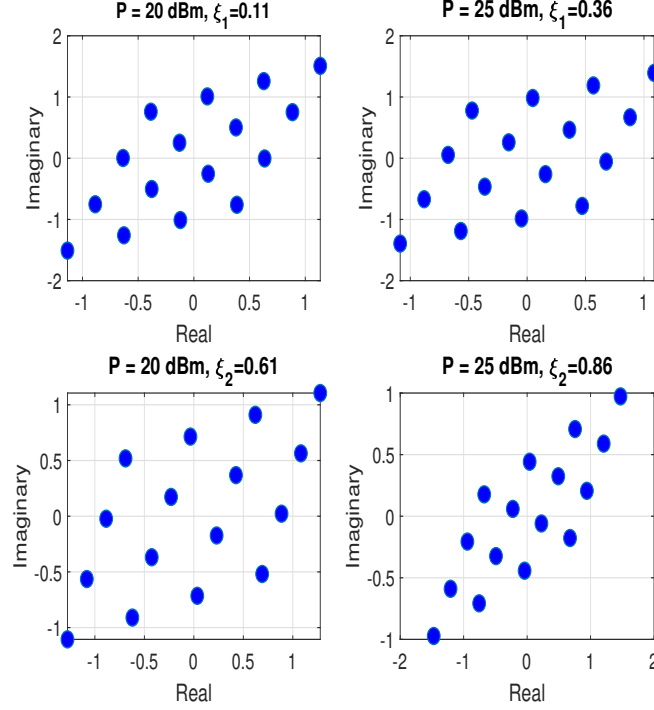 P = 20 dBm, ξ1=0.11
2
1
0
-1
-2
Imaginary
-1 -0.5 0 0.5 1
Real
P = 25 dBm, ξ1=0.36
2
1
0
-1
-2
Imaginary
-1 -0.5 0 0.5 1
Real
P = 20 dBm, ξ2=0.61
1
0.5
0
-0.5
-1
Imaginary
-1 -0.5 0 0.5 1
Real
P = 25 dBm, ξ2=0.86
1
0.5
0
-0.5
-1
Imaginary
-2 -1 0 1 2
Real